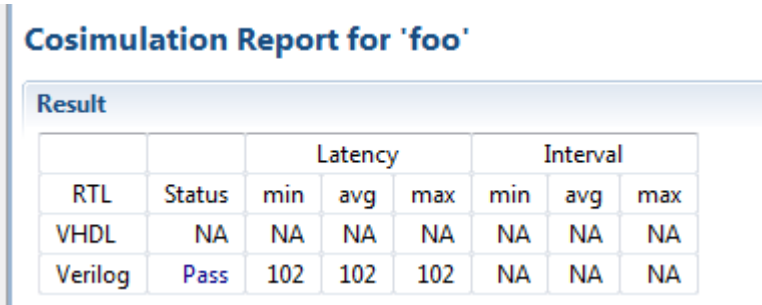 Cosimulation Report for 'foo'
Result
Latency Interval
RTL Status min avg max min avg max
VHDL NA NA NA NA NA NA NA
Verilog Pass 102 102 102 NA NA NA